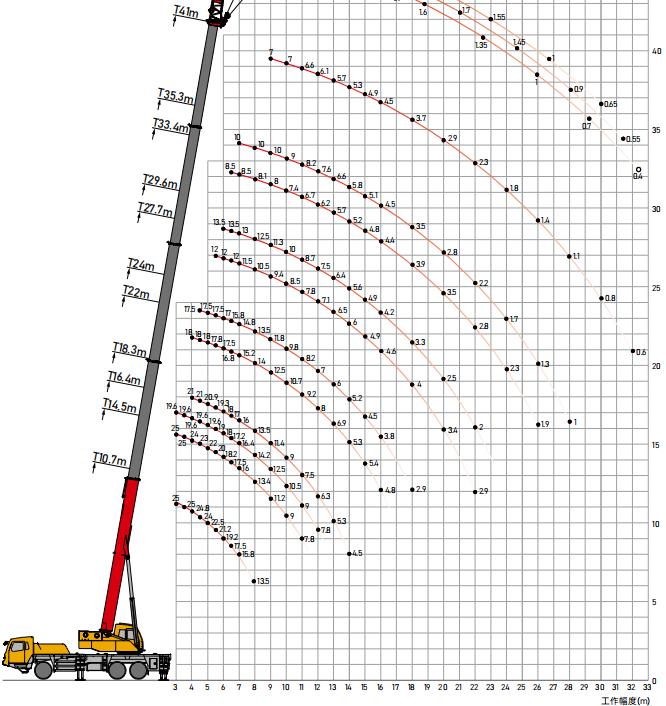 T41m
T35.3m
T33.4m
T29.6m
T27.7m
T24m
T22m
T18.3m
T16.4m
T14.5m
T10.7m
1.6 1.7 1.55
1.35 1.45 1
1 0.9 0.65
0.7 0.55
0.4
9 7 6.6 6.1 5.7 5.3 4.9 4.5 3.7 2.9 2.3 1.8 1.4 1.1 0.8 0.6
10 10 10 9 8.2 7.6 6.6 5.8 5.1 4.5 3.5 2.8 2.2 1.7 1.3 1
8.5 8.5 8.1 8 7.4 6.7 6.2 5.7 5.2 4.8 4.4 3.9 3.5 2.8 2.3 1.9
13.5 13.5 13 12.5 11.3 10 8.7 7.5 6.4 5.6 4.9 4.2 3.3 2.5 2
12 12 12 11.5 10.5 9.4 8.5 7.8 7.1 6.6 6 4.9 4.6 4 3.4 2.9
17.5 17.5 17.5 17 15.8 14.8 13.5 11.8 9.8 8.2 7 6 5.2 4.5 3.8 2.9
18 18 18 17.8 17.5 16.8 15.2 14 12.5 10.7 9.2 8 6.9 5.3 5.4 4.8
21 21 20.9 19.3 18 17 16 13.5 11.4 9 7.5 6.3 5.3 4.5
19.6 19.6 19.6 19.6 19 18 17.2 16.4 14.2 12.5 10.5 9 7.8
25 25 24 23 22 20 18.2 17.5 16 13.4 11.2 9 7.8
25 25 24.8 24 22.5 21.2 19.2 17.5 15.8 13.5
40
35
30
25
20
15
10
5
0
3 4 5 6 7 8 9 10 11 12 13 14 15 16 17 18 19 20 21 22 23 24 25 26 27 28 29 30 31 32 33
工作幅度(m)